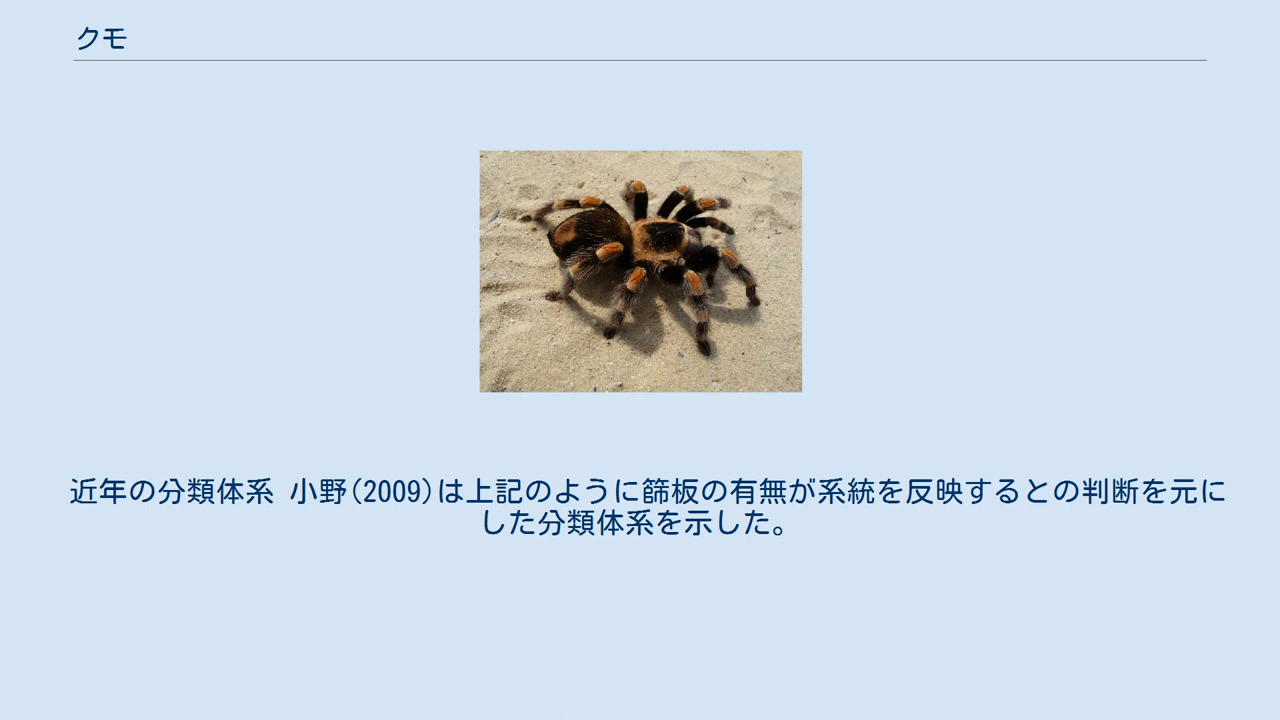 クモ
近年の分類体系 小野(2009)は上記のように篩板の有無が系統を反映するとの判断を元に
した分類体系を示した。